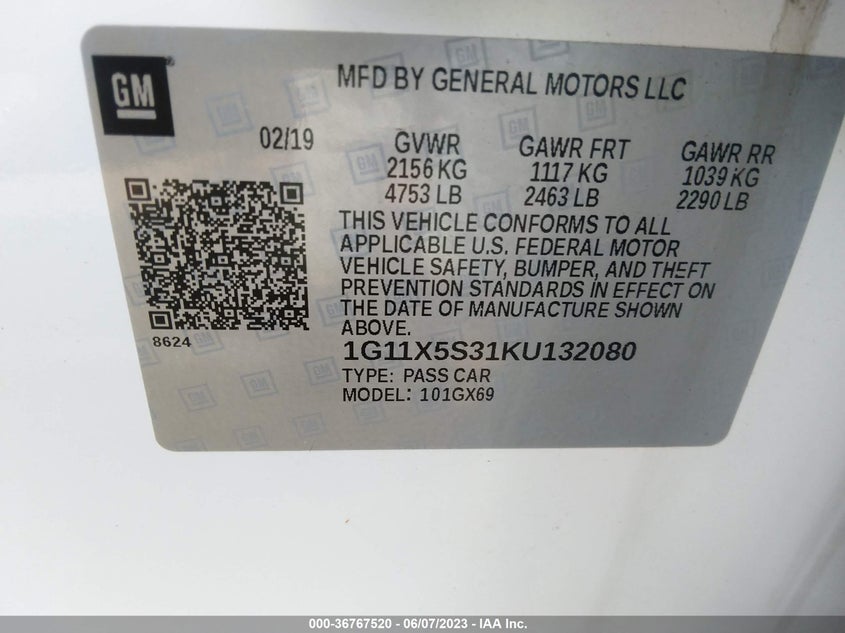 GM
MFD BY GENERAL MOTORS LLC
02/19 GVWR GAWR FRT GAWR RR
2156 KG 1117 KG 1039 KG
4753 LB 2463 LB 2290 LB
THIS VEHICLE CONFORMS TO ALL
APPLICABLE U.S. FEDERAL MOTOR
VEHICLE SAFETY, BUMPER, AND THEFT
PREVENTION STANDARDS IN EFFECT ON
THE DATE OF MANUFACTURE SHOWN
ABOVE.
8624
1G11X5S31KU132080
TYPE: PASS CAR
MODEL: 101GX69
000-36767520 - 06/07/2023 - IAA Inc.